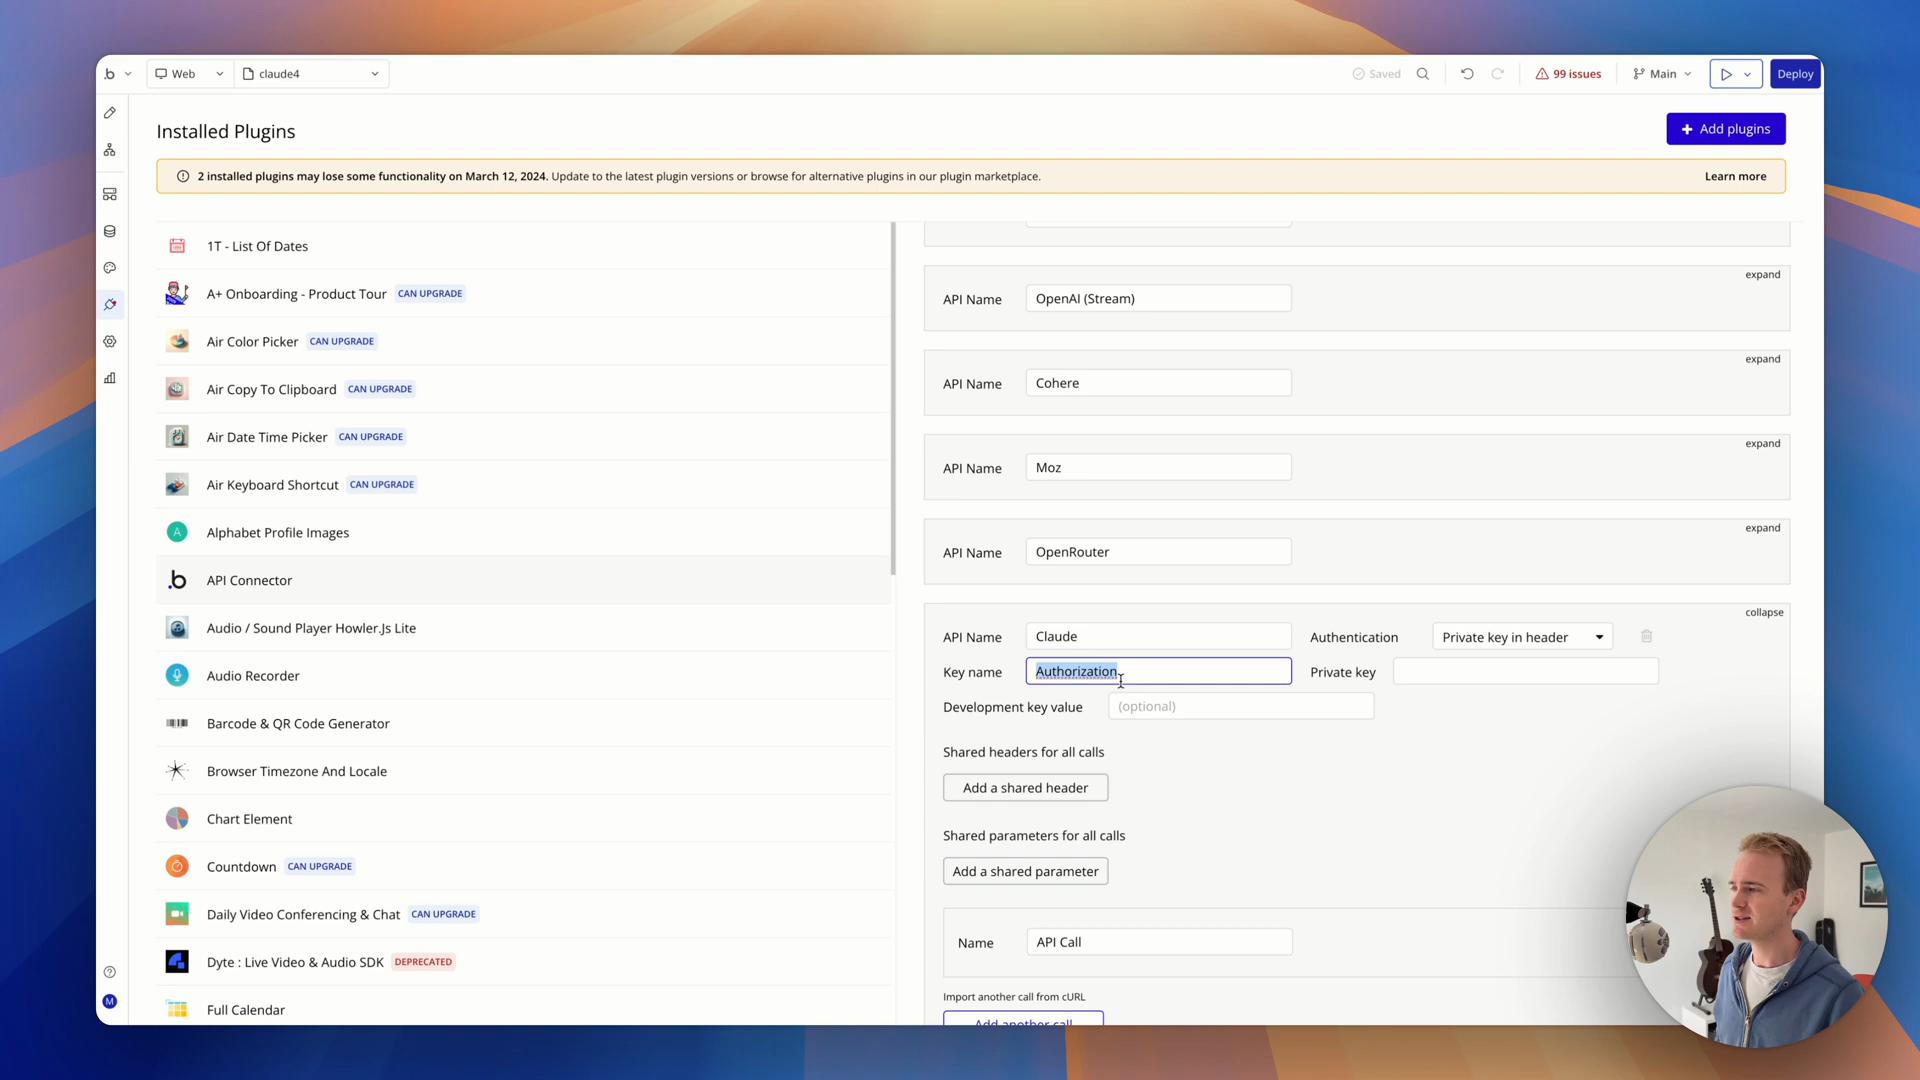 Web
claude4
Saved
99 issues
Main
Deploy
Installed Plugins
Add plugins
2 installed plugins may lose some functionality on March 12, 2024. Update to the latest plugin versions or browse for alternative plugins in our plugin marketplace.
Learn more
1T - List Of Dates
A+ Onboarding - Product Tour CAN UPGRADE
Air Color Picker CAN UPGRADE
Air Copy To Clipboard CAN UPGRADE
Air Date Time Picker CAN UPGRADE
Air Keyboard Shortcut CAN UPGRADE
A Alphabet Profile Images
API Connector
Audio / Sound Player Howler.Js Lite
Audio Recorder
Barcode & QR Code Generator
Browser Timezone And Locale
Chart Element
Countdown CAN UPGRADE
Daily Video Conferencing & Chat CAN UPGRADE
Dyte : Live Video & Audio SDK DEPRECATED
Full Calendar
M
expand
API Name OpenAI (Stream)
expand
API Name Cohere
expand
API Name Moz
expand
API Name OpenRouter
collapse
API Name Claude Authentication Private key in header
Key name Authorization Private key
Development key value (optional)
Shared headers for all calls
Add a shared header
Shared parameters for all calls
Add a shared parameter
Name API Call
Import another call from cURL
Add another call